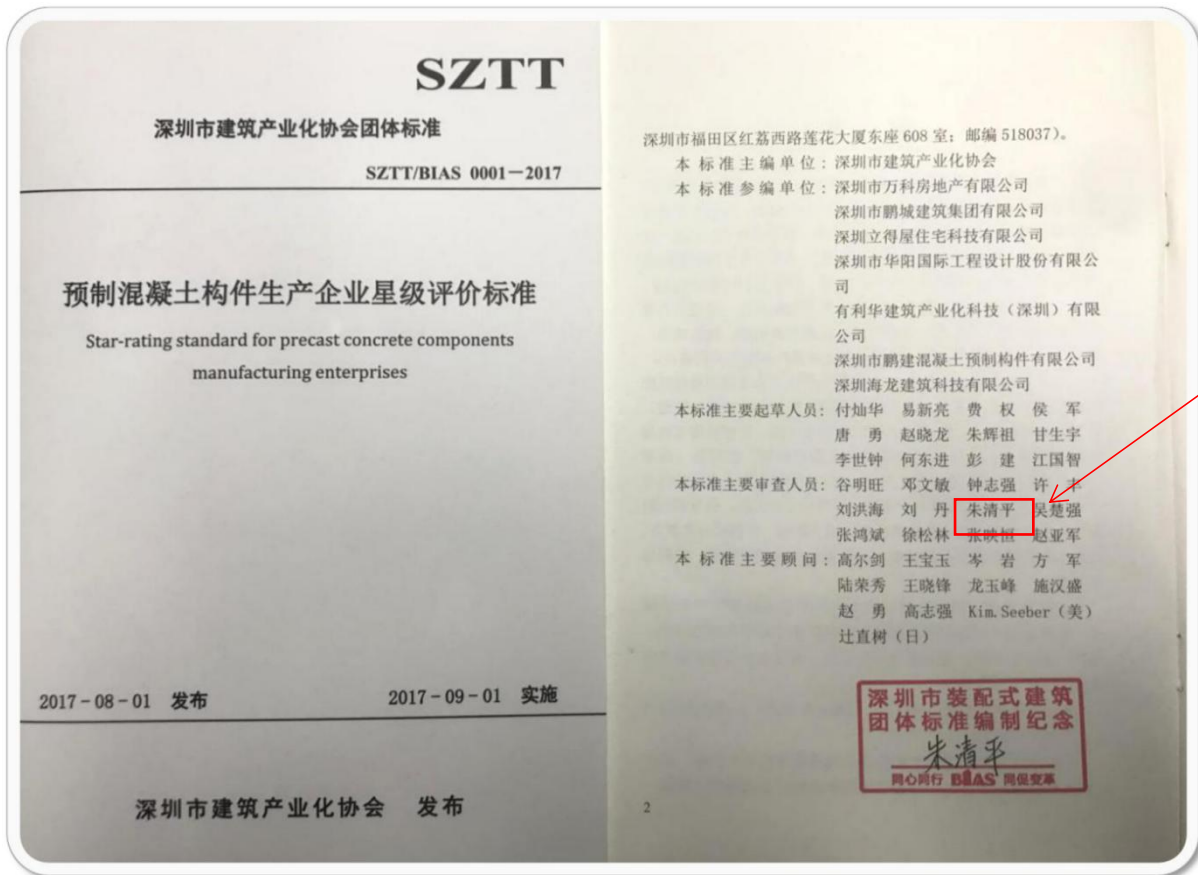 SZTT
深圳市建筑产业化协会团体标准
SZTT/BIAS 0001－2017
预制混凝土构件生产企业星级评价标准
Star-rating standard for precast concrete components
manufacturing enterprises
2017－08－01 发布
2017－09－01 实施
深圳市建筑产业化协会 发布
深圳市福田区红荔西路莲花大厦东座 608 室；邮编 518037）。
本标准主编单位：深圳市建筑产业化协会
本标准参编单位：深圳市万科房地产有限公司
深圳市鹏城建筑集团有限公司
深圳立得屋住宅科技有限公司
深圳市华阳国际工程设计股份有限公
司
有利华建筑产业化科技（深圳）有限
公司
深圳市鹏建混凝土预制构件有限公司
深圳海龙建筑科技有限公司
本标准主要起草人员：付灿华 易新亮 费 权 侯 军
唐 勇 赵晓龙 朱辉祖 甘生宇
李世钟 何东进 彭 建 江国智
本标准主要审查人员：谷明旺 邓文敏 钟志强 许 丰
刘洪海 刘 丹 朱清平 吴楚强
张鸿斌 徐松林 张映恒 赵亚军
本标准主要顾问：高尔剑 王宝玉 岑 岩 方 军
陆荣秀 王晓锋 龙玉峰 施汉盛
赵 勇 高志强 Kim.Seeber（美）
辻直树（日）
深圳市装配式建筑
团体标准编制纪念
朱清平
同心同行 BIAS 同促变革
2